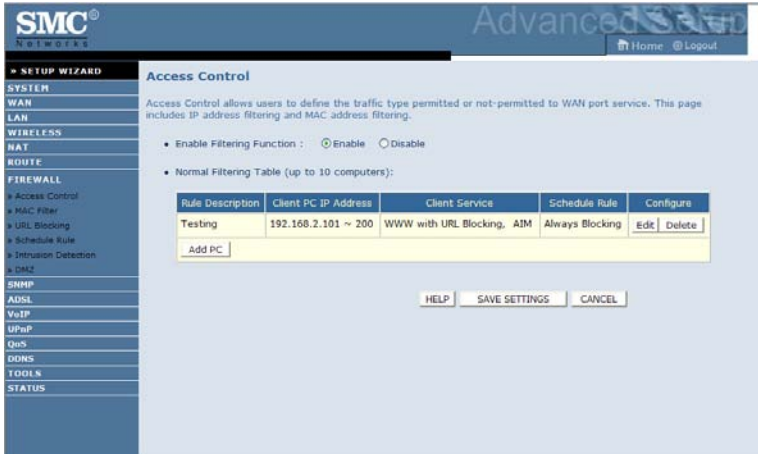 SMC®
Networks
Advanced Setup
Home Logout
» SETUP WIZARD
SYSTEM
WAN
LAN
WIRELESS
NAT
ROUTE
FIREWALL
» Access Control
» MAC Filter
» URL Blocking
» Schedule Rule
» Intrusion Detection
» DMZ
SNMP
ADSL
VoIP
UPnP
QoS
DDNS
TOOLS
STATUS
Access Control
Access Control allows users to define the traffic type permitted or not-permitted to WAN port service. This page
includes IP address filtering and MAC address filtering.
• Enable Filtering Function : Enable Disable
• Normal Filtering Table (up to 10 computers):
Rule Description Client PC IP Address Client Service Schedule Rule Configure
Testing 192.168.2.101 ~ 200 WWW with URL Blocking, AIM Always Blocking Edit Delete
Add PC
HELP SAVE SETTINGS CANCEL